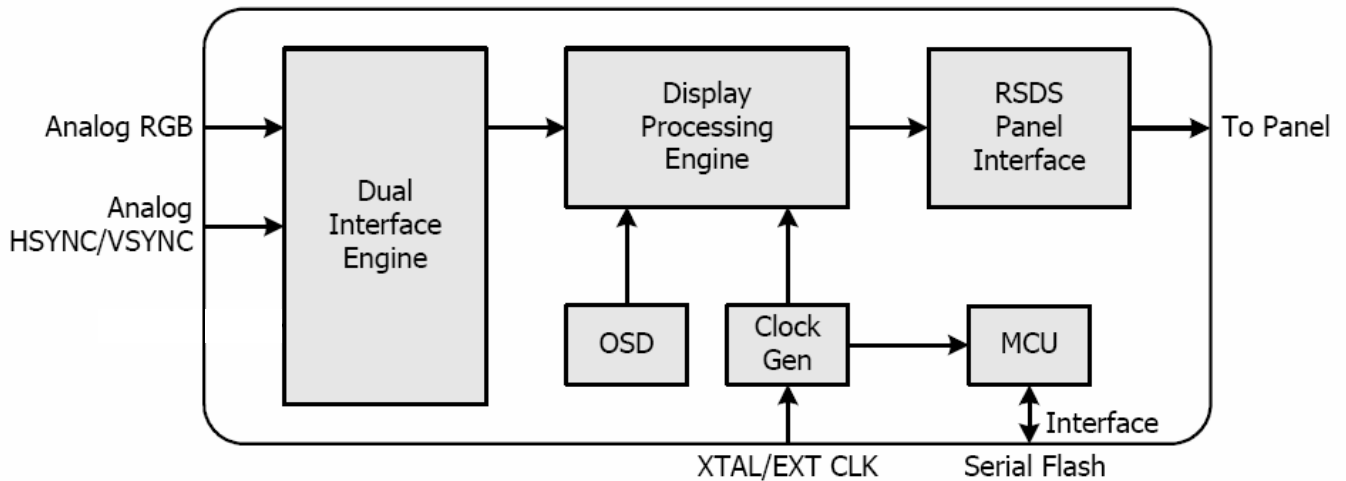 Analog RGB
Analog
HSYNC/VSYNC
Dual
Interface
Engine
Display
Processing
Engine
RSDS
Panel
Interface
To Panel
OSD
Clock
Gen
MCU
Interface
XTAL/EXT CLK
Serial Flash